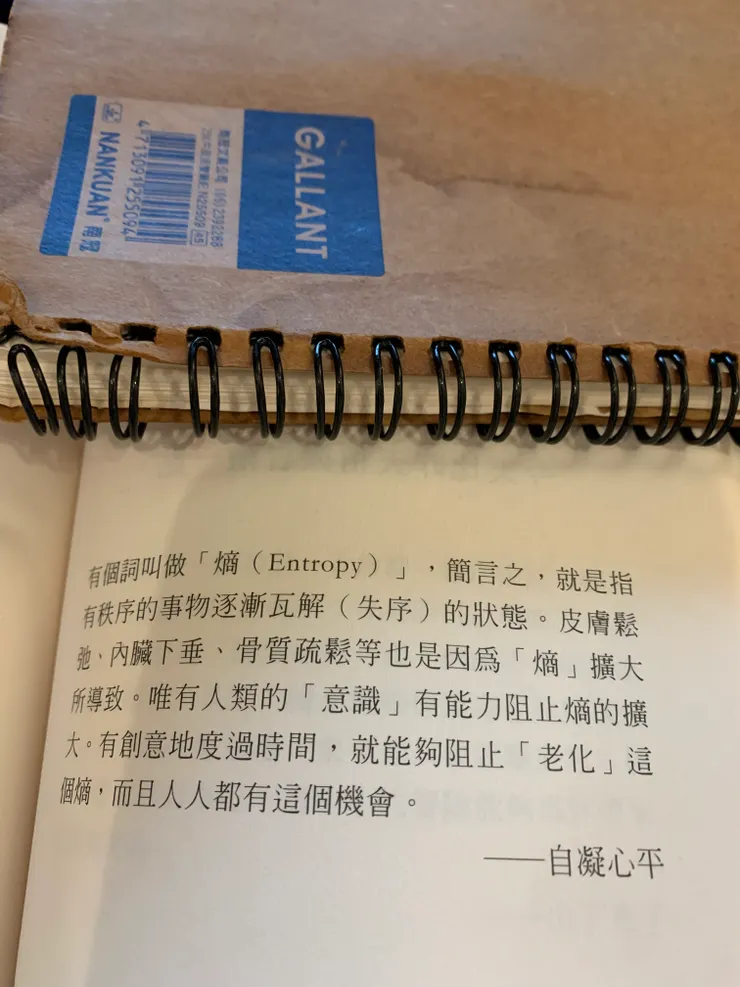 GALLANT
(06)2392268
N25509
4713091255094
NANKUAN
有個詞叫做「熵（Entropy）」，簡言之，就是指
有秩序的事物逐漸瓦解（失序）的狀態。皮膚鬆
弛、內臟下垂、骨質疏鬆等也是因為「熵」擴大
所導致。唯有人類的「意識」有能力阻止熵的擴
大。有創意地度過時間，就能夠阻止「老化」這
個熵，而且人人都有這個機會。
——自凝心平